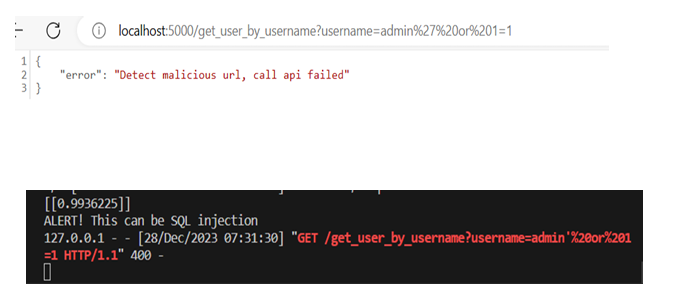 localhost:5000/get_user_by_username?username=admin%27%20or%201=1
1 {
2 "error": "Detect malicious url, call api failed"
3 }
[[0.9936225]]
ALERT! This can be SQL injection
127.0.0.1 - - [28/Dec/2023 07:31:30] "GET /get_user_by_username?username=admin'%20or%201
=1 HTTP/1.1" 400 -